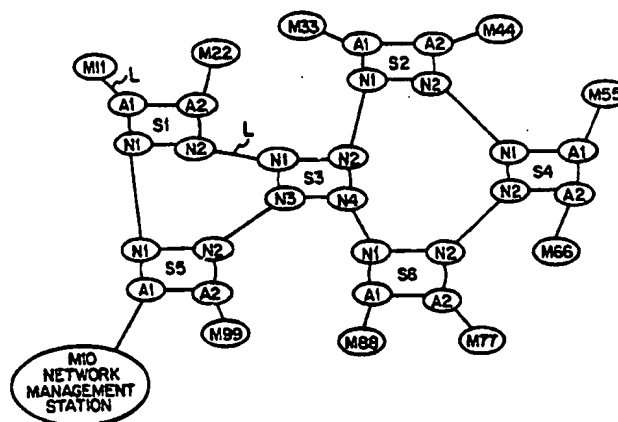 M33
A1
A2
M44
S2
N1
N2
M11
L
M22
A1
A2
S1
N1
N2
L
M55
N1
A1
S4
N2
A2
M66
N1
N2
S3
N3
N4
N1
N2
S5
A1
A2
M99
N1
N2
S6
A1
A2
M88
M77
M10
NETWORK
MANAGEMENT
STATION